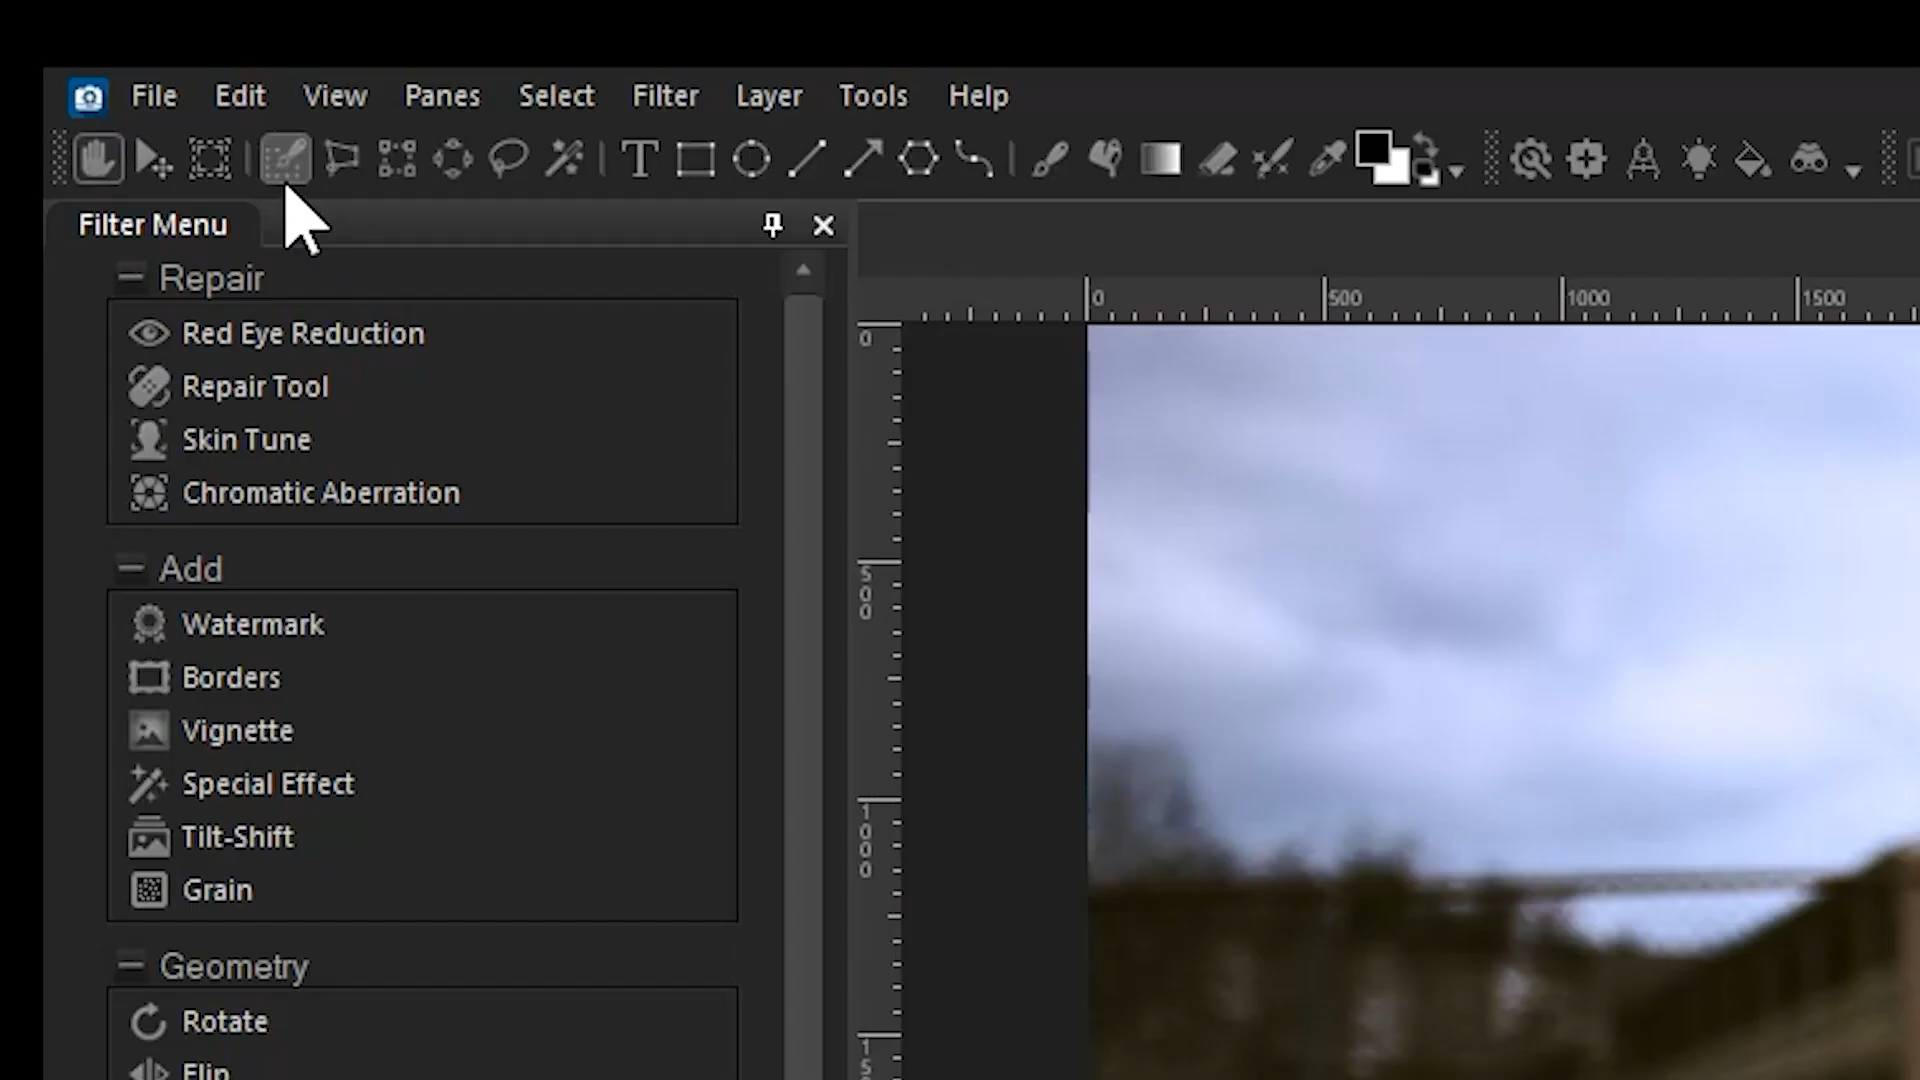 File Edit View Panes Select Filter Layer Tools Help
T
Filter Menu
Repair
Red Eye Reduction
Repair Tool
Skin Tune
Chromatic Aberration
Add
Watermark
Borders
Vignette
Special Effect
Tilt-Shift
Grain
Geometry
Rotate
Flip
0 500 1000 1500
0
500
1000
15